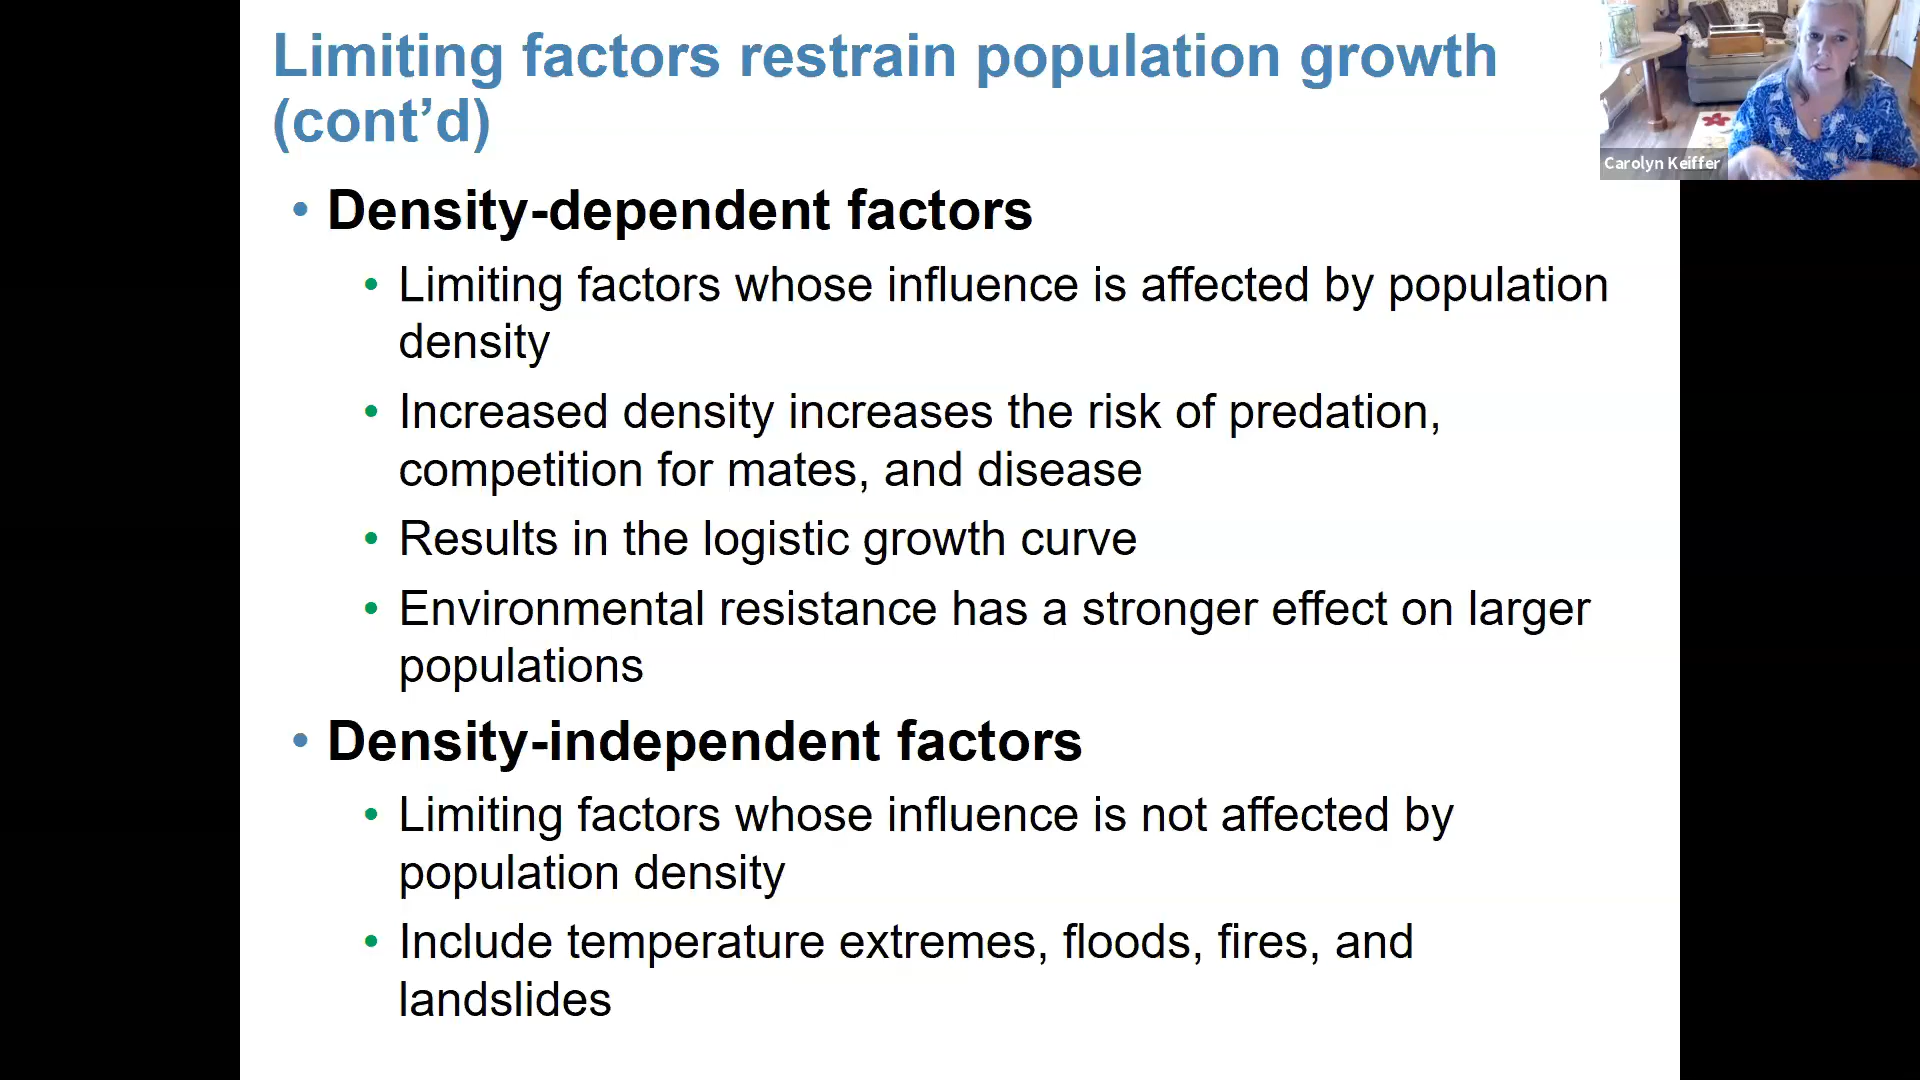 Limiting factors restrain population growth
(cont’d)
Carolyn Keiffer
• Density-dependent factors
• Limiting factors whose influence is affected by population
density
• Increased density increases the risk of predation,
competition for mates, and disease
• Results in the logistic growth curve
• Environmental resistance has a stronger effect on larger
populations
• Density-independent factors
• Limiting factors whose influence is not affected by
population density
• Include temperature extremes, floods, fires, and
landslides